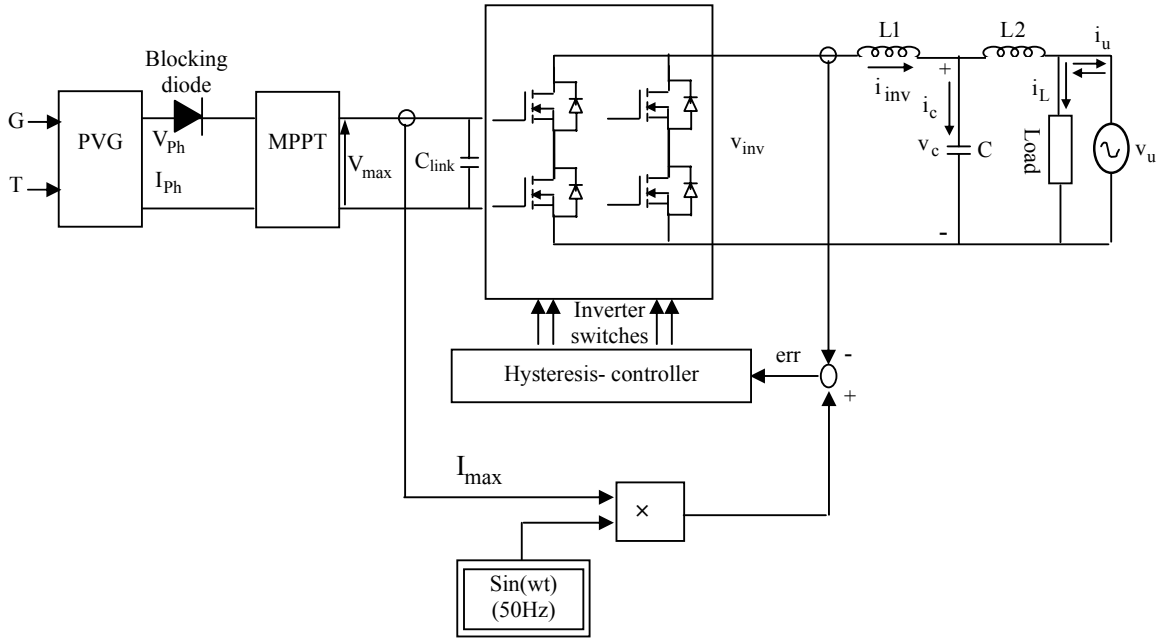 Blocking
diode
G
T
PVG
V_Ph
I_Ph
MPPT
V_max
C_link
v_inv
L1
L2
i_inv
+
i_c
v_c
C
-
i_L
Load
i_u
v_u
Inverter
switches
Hysteresis- controller
err
-
+
I_max
×
Sin(wt)
(50Hz)